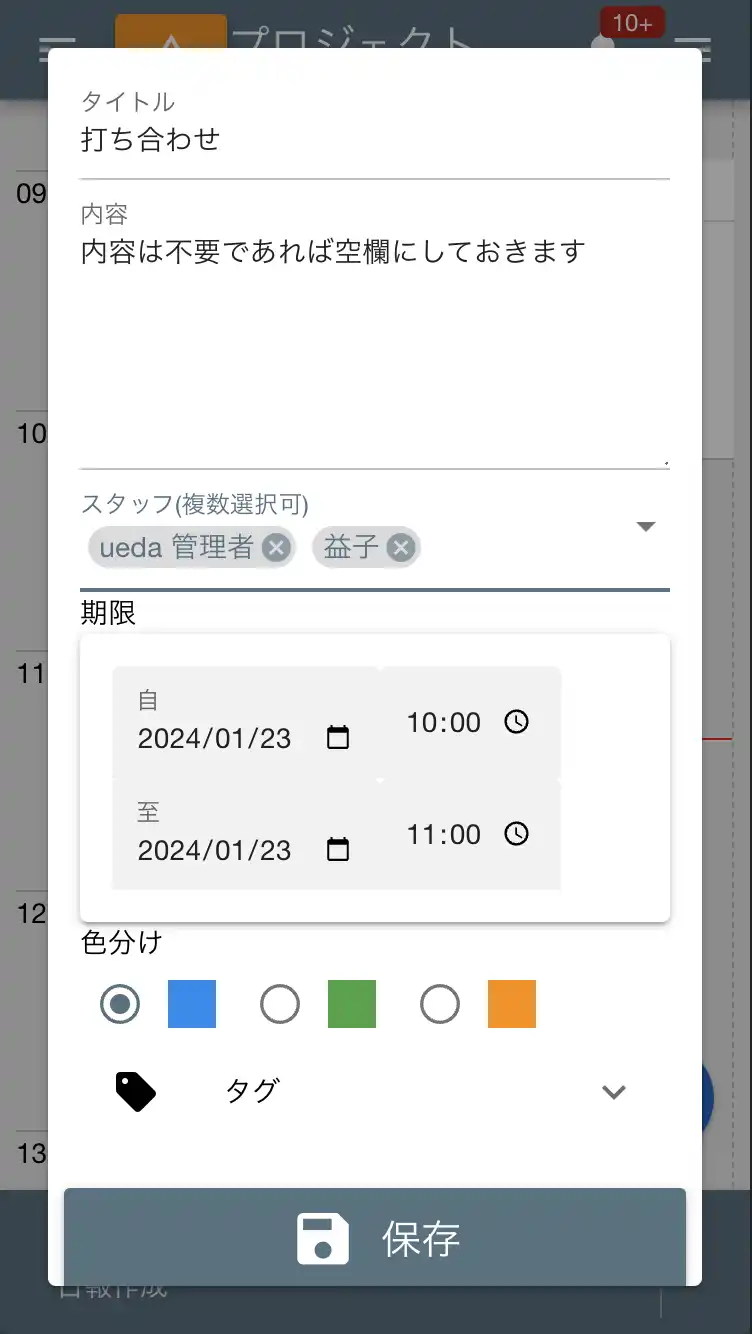 プロジェクト
10+
タイトル
打ち合わせ
09
内容
内容は不要であれば空欄にしておきます
10
スタッフ(複数選択可)
ueda 管理者
益子
期限
11
自
2024/01/23
10:00
至
2024/01/23
11:00
12
色分け
タグ
13
保存
日報作成